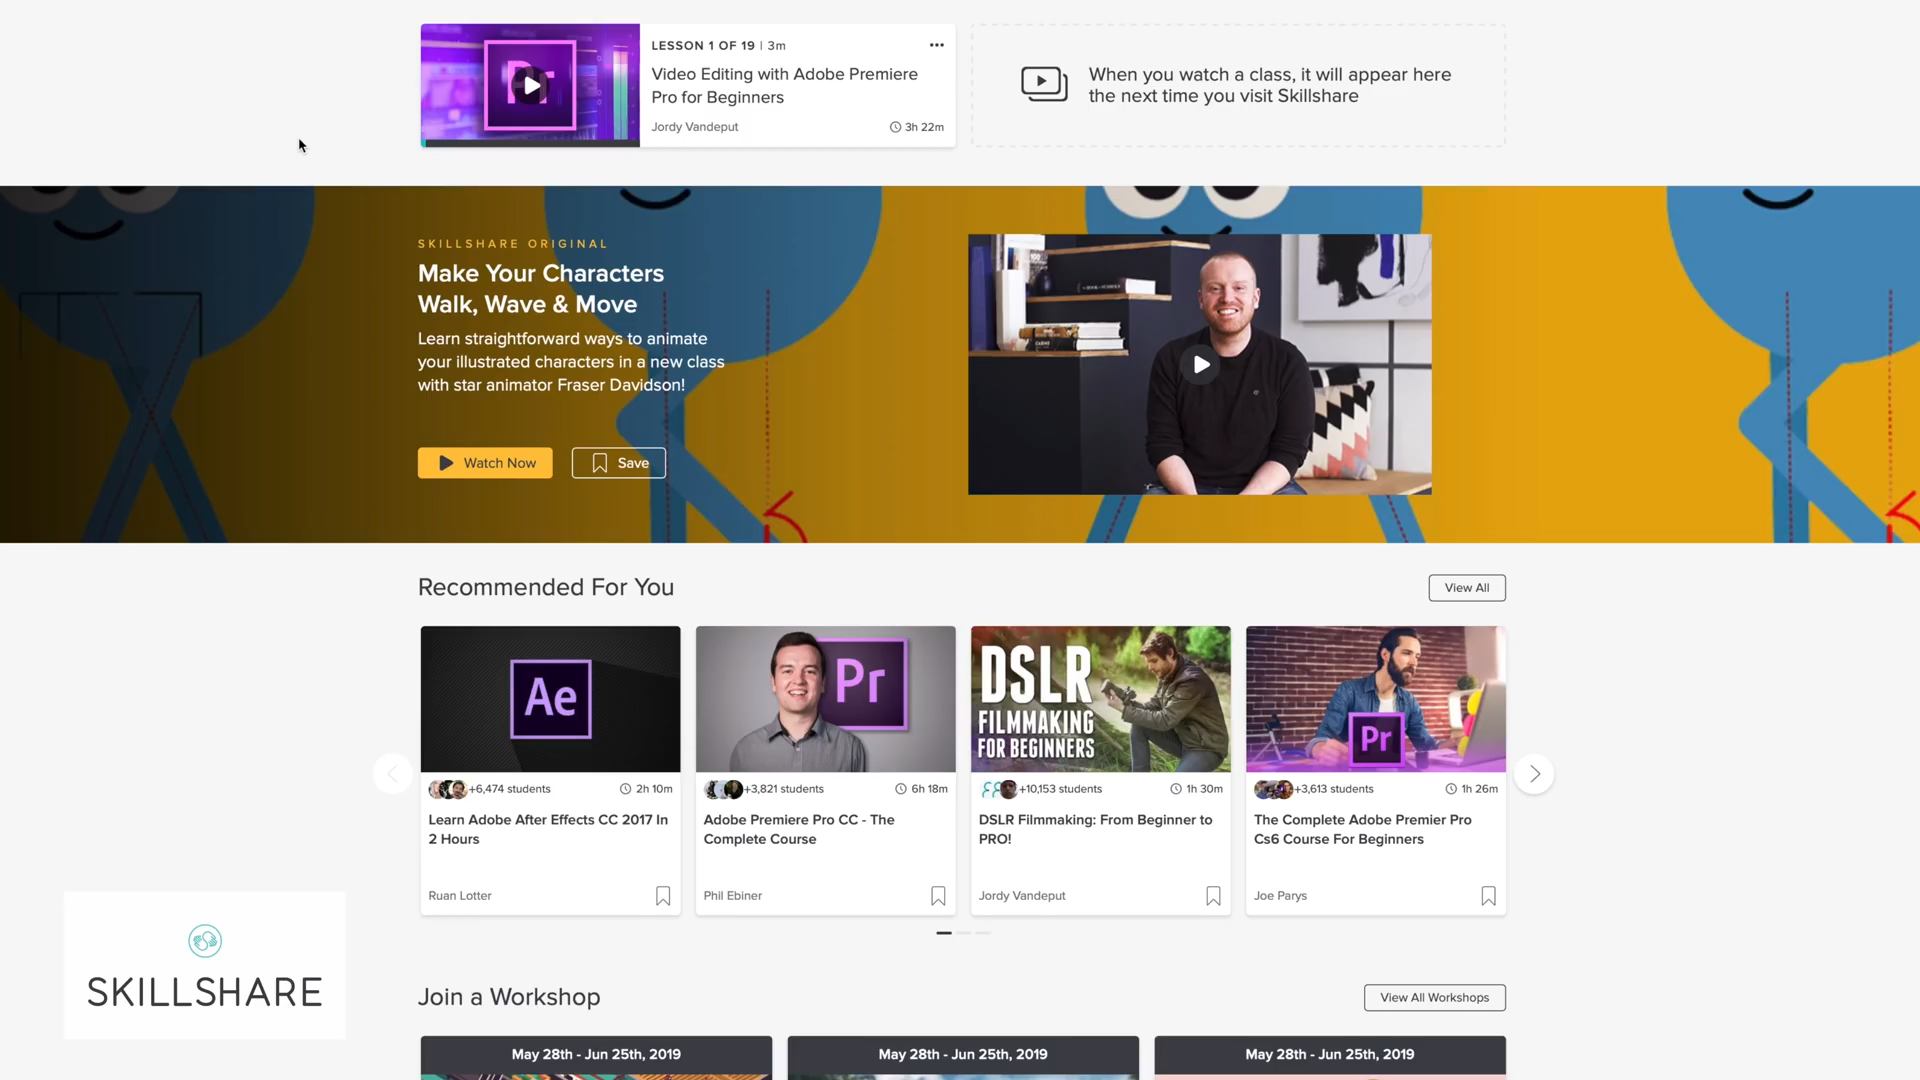 LESSON 1 OF 19 | 3m
Video Editing with Adobe Premiere
Pro for Beginners
Jordy Vandeput
3h 22m
When you watch a class, it will appear here
the next time you visit Skillshare
SKILLSHARE ORIGINAL
Make Your Characters
Walk, Wave & Move
Learn straightforward ways to animate
your illustrated characters in a new class
with star animator Fraser Davidson!
Watch Now
Save
Recommended For You
View All
Ae
Pr
DSLR
FILMMAKING
FOR BEGINNERS
Pr
+6,474 students
2h 10m
Learn Adobe After Effects CC 2017 In
2 Hours
Ruan Lotter
+3,821 students
6h 18m
Adobe Premiere Pro CC - The
Complete Course
Phil Ebiner
+10,153 students
1h 30m
DSLR Filmmaking: From Beginner to
PRO!
Jordy Vandeput
+3,613 students
1h 26m
The Complete Adobe Premier Pro
Cs6 Course For Beginners
Joe Parys
SKILLSHARE
Join a Workshop
View All Workshops
May 28th - Jun 25th, 2019
May 28th - Jun 25th, 2019
May 28th - Jun 25th, 2019